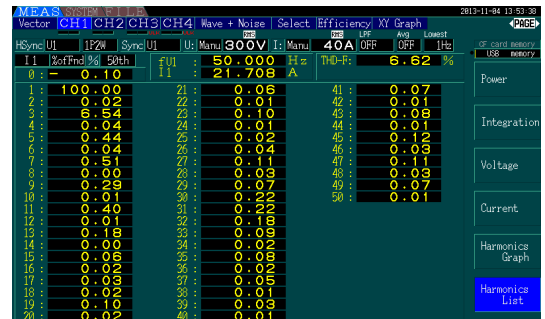 MEAS SYSTEM FILE 2013-11-04 13:53:38
Vector CH1 CH2 CH3 CH4 Wave + Noise Select Efficiency XY Graph PAGE
RMS RMS LPF Avg Lowest
HSync U1 1P2W Sync U1 U: Manu 300V I: Manu 40A OFF OFF 1Hz
CF card memory
USB memory
I1 %ofFnd % 50th fU1 : 50.000 Hz THD-F: 6.62 %
0 : - 0.10 I1 : 21.708 A
Power
1 : 100.00 21 : 0.06 41 : 0.07
2 : 0.02 22 : 0.01 42 : 0.01
3 : 6.54 23 : 0.10 43 : 0.08
4 : 0.04 24 : 0.01 44 : 0.01
Integration
5 : 0.44 25 : 0.02 45 : 0.12
6 : 0.04 26 : 0.04 46 : 0.03
7 : 0.51 27 : 0.11 47 : 0.11
Voltage
8 : 0.00 28 : 0.03 48 : 0.03
9 : 0.29 29 : 0.07 49 : 0.07
10 : 0.01 30 : 0.22 50 : 0.01
11 : 0.40 31 : 0.22
Current
12 : 0.01 32 : 0.18
13 : 0.18 33 : 0.09
14 : 0.00 34 : 0.02
Harmonics
Graph
15 : 0.06 35 : 0.08
16 : 0.02 36 : 0.02
17 : 0.03 37 : 0.05
18 : 0.02 38 : 0.01
Harmonics
List
19 : 0.10 39 : 0.03
20 : 0.02 40 : 0.01